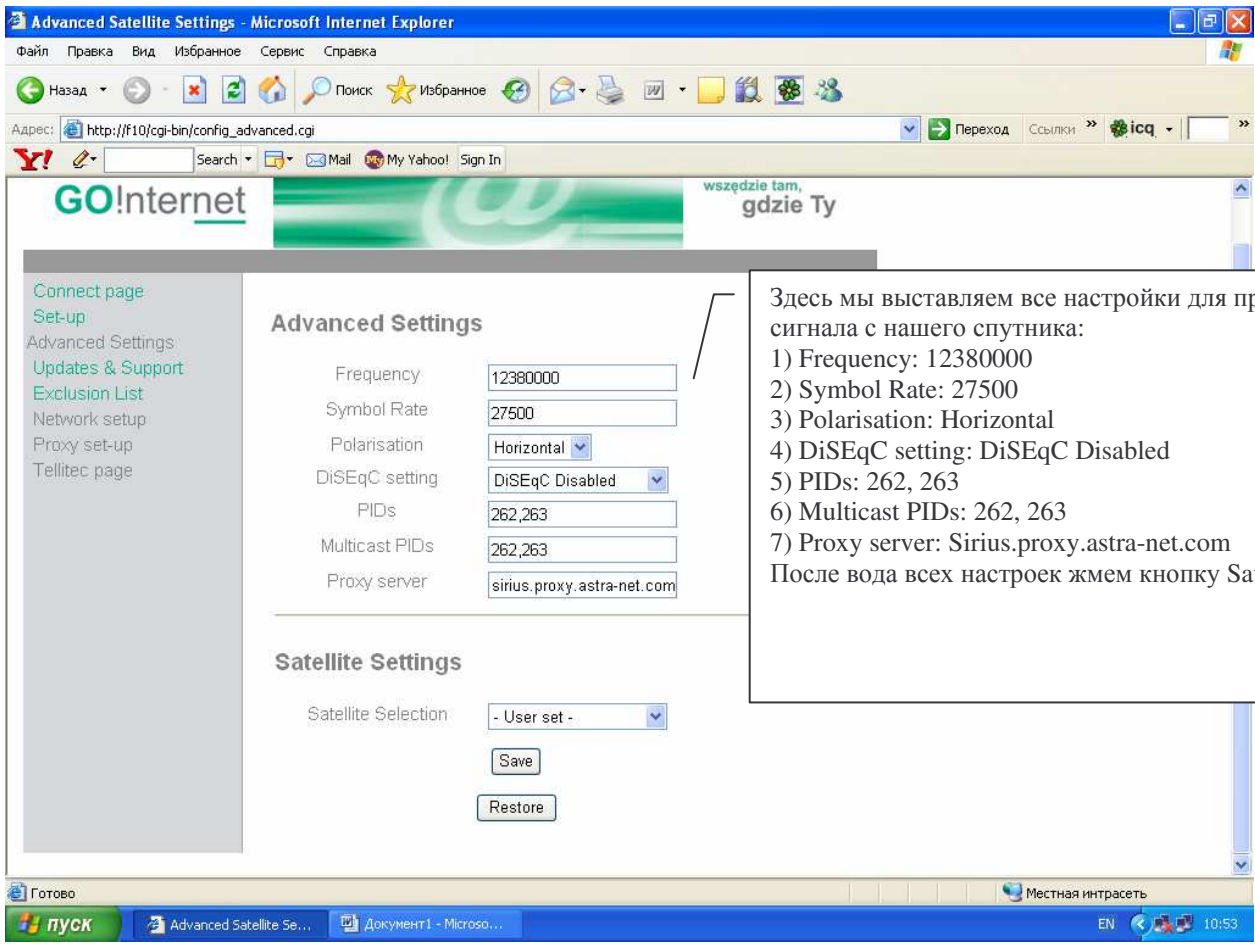 Advanced Satellite Settings - Microsoft Internet Explorer
Файл Правка Вид Избранное Сервис Справка
Назад Поиск Избранное
Адрес: http://f10/cgi-bin/config_advanced.cgi Переход Ссылки » icq »
Y! Search Mail My Yahoo! Sign In
GO!nternet
wszędzie tam,
gdzie Ty
Connect page
Set-up
Advanced Settings
Updates & Support
Exclusion List
Network setup
Proxy set-up
Tellitec page
Advanced Settings
Frequency 12380000
Symbol Rate 27500
Polarisation Horizontal
DiSEqC setting DiSEqC Disabled
PIDs 262,263
Multicast PIDs 262,263
Proxy server sirius.proxy.astra-net.com
Satellite Settings
Satellite Selection - User set -
Save
Restore
Здесь мы выставляем все настройки для
сигнала с нашего спутника:
1) Frequency: 12380000
2) Symbol Rate: 27500
3) Polarisation: Horizontal
4) DiSEqC setting: DiSEqC Disabled
5) PIDs: 262, 263
6) Multicast PIDs: 262, 263
7) Proxy server: Sirius.proxy.astra-net.com
После вода всех настроек жмем кнопку
Готово Местная интрасеть
пуск Advanced Satellite Se... Документ1 - Microso... EN 10:53